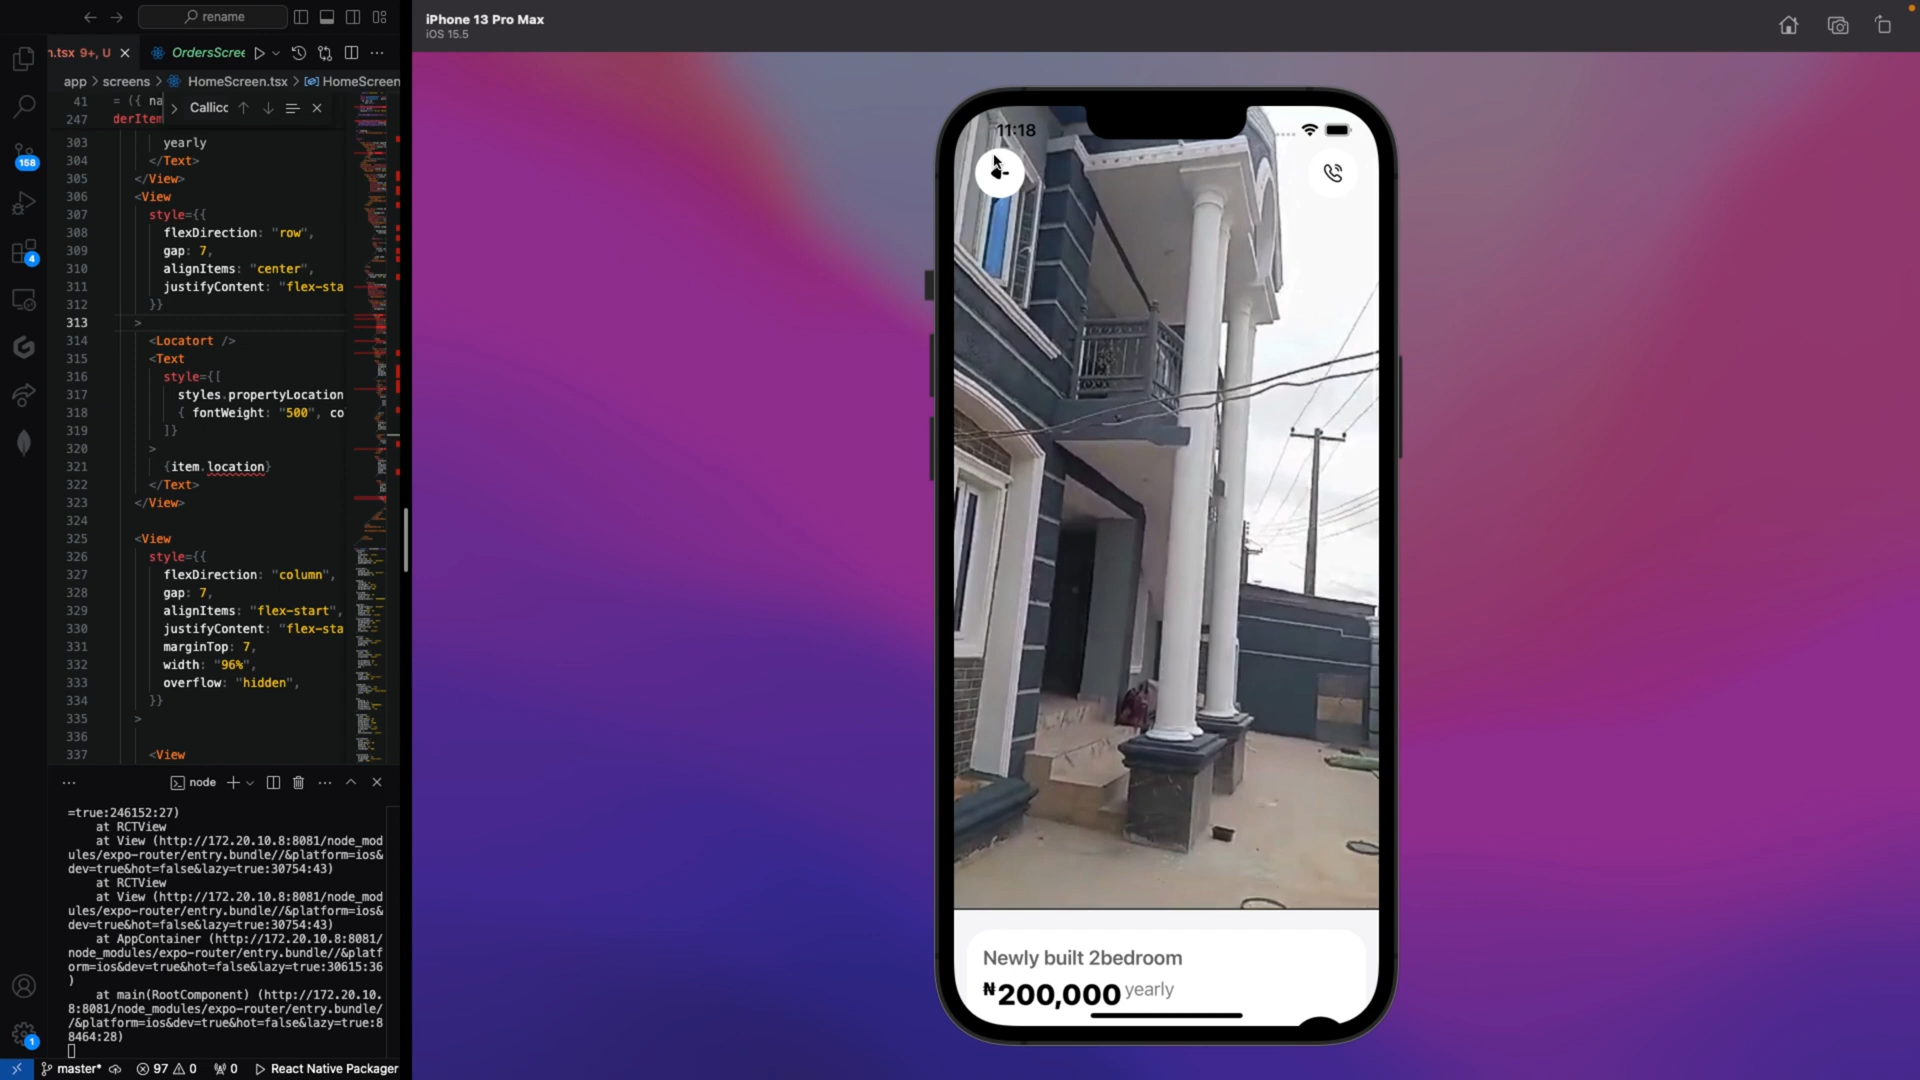 rename
n.tsx 9+, U
OrdersScree
app > screens > HomeScreen.tsx > HomeScreen
Callicc
41 = ({ na
247 derItem
303 yearly
304 </Text>
305 </View>
306 <View
307 style={{
308 flexDirection: "row",
309 gap: 7,
310 alignItems: "center",
311 justifyContent: "flex-sta
312 }}
313 >
314 <Locatort />
315 <Text
316 style={[
317 styles.propertyLocation
318 { fontWeight: "500", co
319 ]}
320 >
321 {item.location}
322 </Text>
323 </View>
324
325 <View
326 style={{
327 flexDirection: "column",
328 gap: 7,
329 alignItems: "flex-start",
330 justifyContent: "flex-sta
331 marginTop: 7,
332 width: "96%",
333 overflow: "hidden",
334 }}
335 >
336
337 <View
158
4
1
node
=true:246152:27)
at RCTView
at View (http://172.20.10.8:8081/node_mod
ules/expo-router/entry.bundle//&platform=ios&
dev=true&hot=false&lazy=true:30754:43)
at RCTView
at View (http://172.20.10.8:8081/node_mod
ules/expo-router/entry.bundle//&platform=ios&
dev=true&hot=false&lazy=true:30754:43)
at AppContainer (http://172.20.10.8:8081/
node_modules/expo-router/entry.bundle//&platf
orm=ios&dev=true&hot=false&lazy=true:30615:36
)
at main(RootComponent) (http://172.20.10.
8:8081/node_modules/expo-router/entry.bundle/
/&platform=ios&dev=true&hot=false&lazy=true:8
8464:28)
master* 97 0 0 React Native Packager
iPhone 13 Pro Max
iOS 15.5
11:18
Newly built 2bedroom
₦200,000 yearly